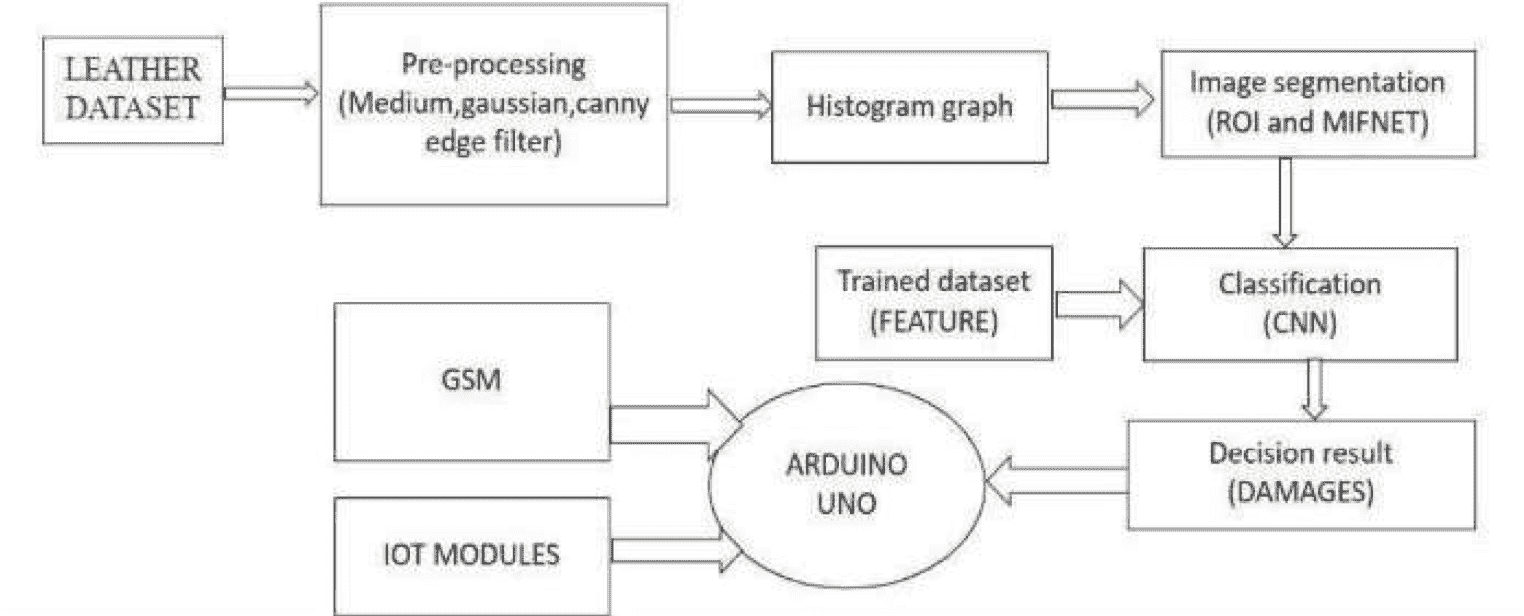 LEATHER
DATASET
Pre-processing
(Medium,gaussian,canny
edge filter)
Histogram graph
Image segmentation
(ROI and MIFNET)
Trained dataset
(FEATURE)
Classification
(CNN)
GSM
ARDUINO
UNO
Decision result
(DAMAGES)
IOT MODULES